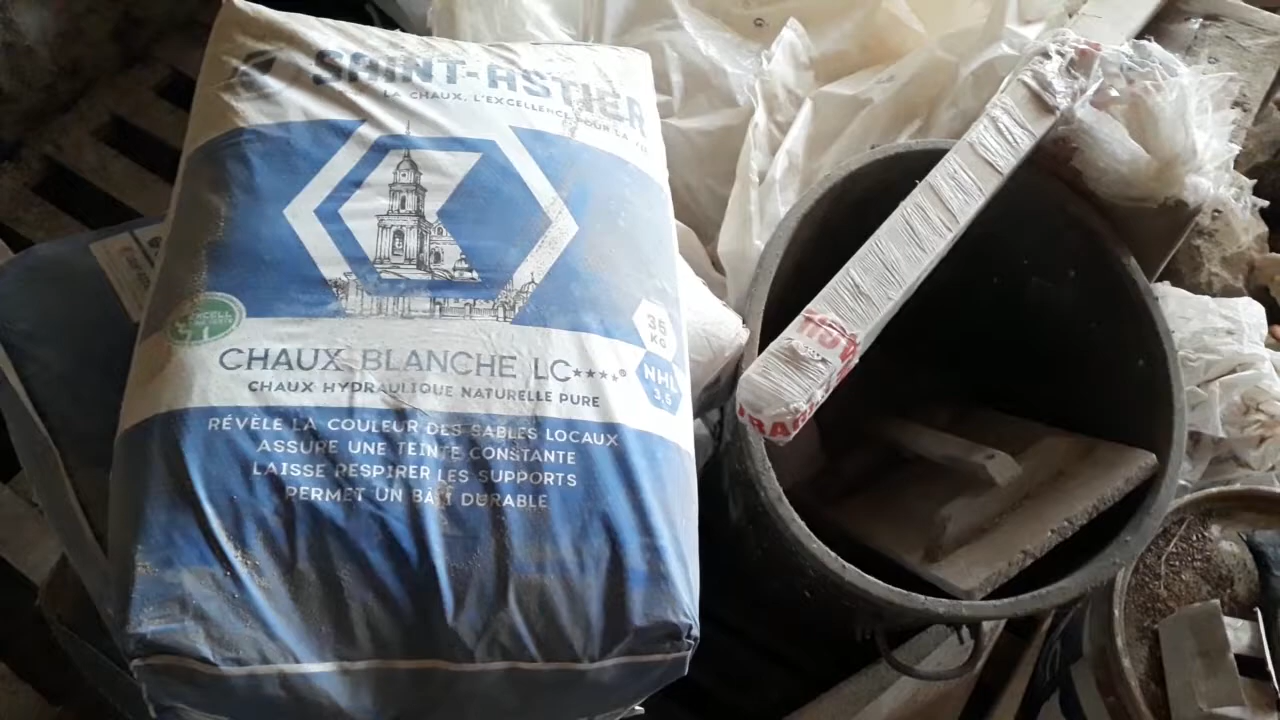 SAINT-ASTIER
LA CHAUX, L'EXCELLENCE POUR LA
EXCELL
35
KG
CHAUX BLANCHE LC****®
NHL
3,5
CHAUX HYDRAULIQUE NATURELLE PURE
RÉVÈLE LA COULEUR DES SABLES LOCAUX
ASSURE UNE TEINTE CONSTANTE
LAISSE RESPIRER LES SUPPORTS
PERMET UN BÂTI DURABLE